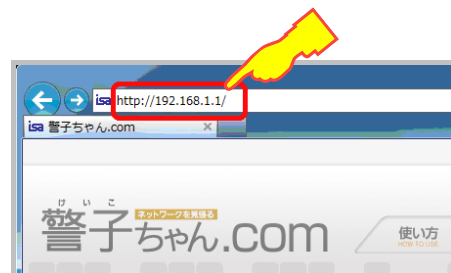 isa http://192.168.1.1/
isa 警子ちゃん.com ×
けいこ ネットワークを見張る
警子ちゃん.com
使い方
HOW TO USE